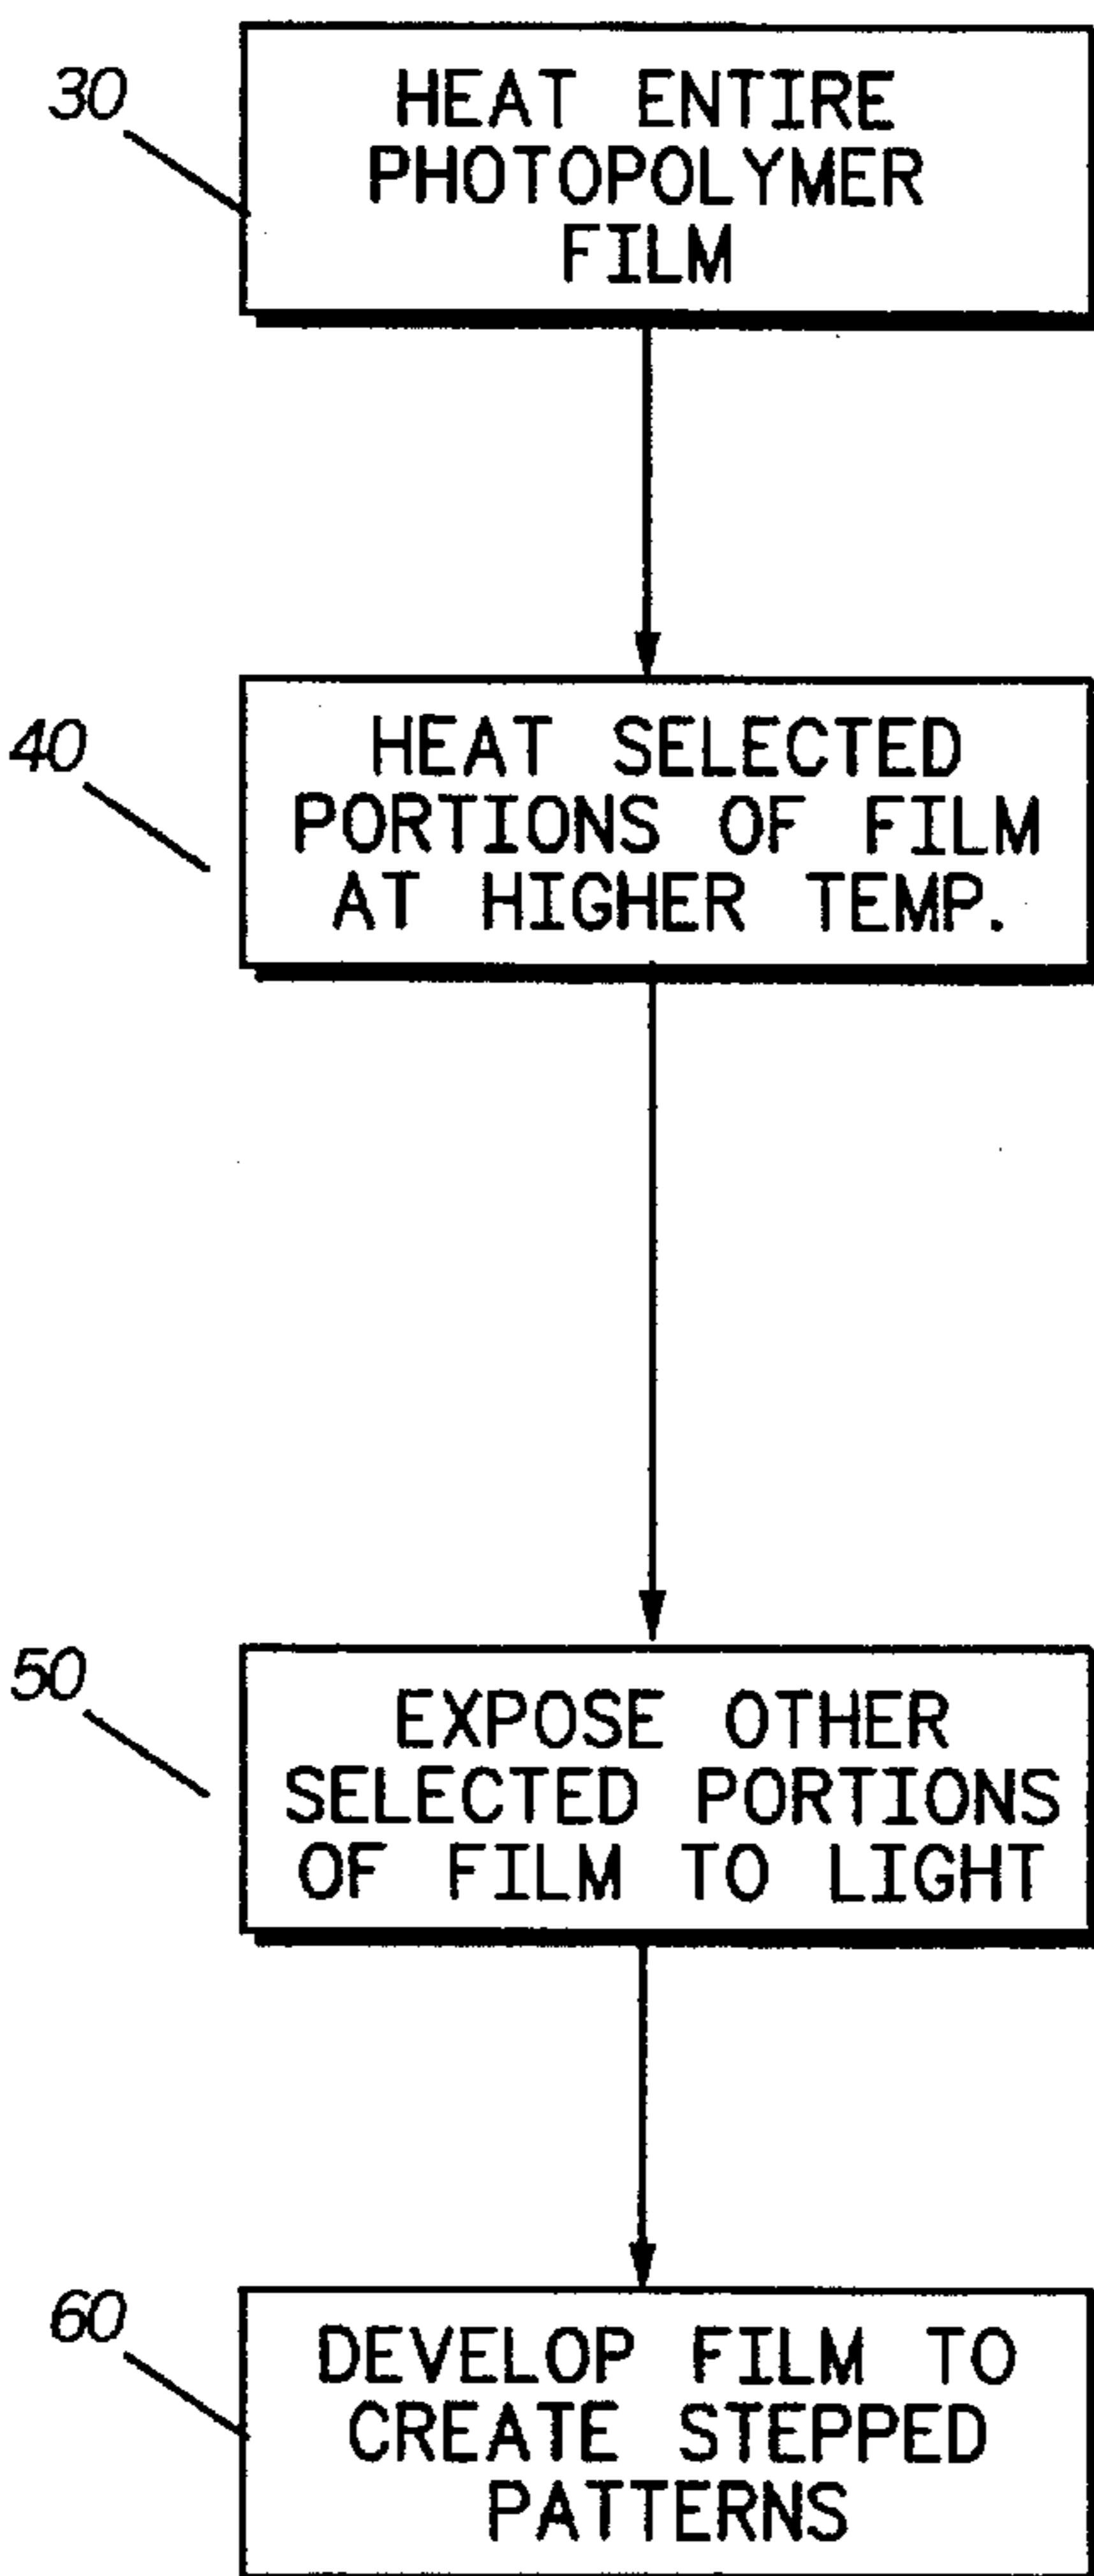 30
HEAT ENTIRE
PHOTOPOLYMER
FILM
40
HEAT SELECTED
PORTIONS OF FILM
AT HIGHER TEMP.
50
EXPOSE OTHER
SELECTED PORTIONS
OF FILM TO LIGHT
60
DEVELOP FILM TO
CREATE STEPPED
PATTERNS